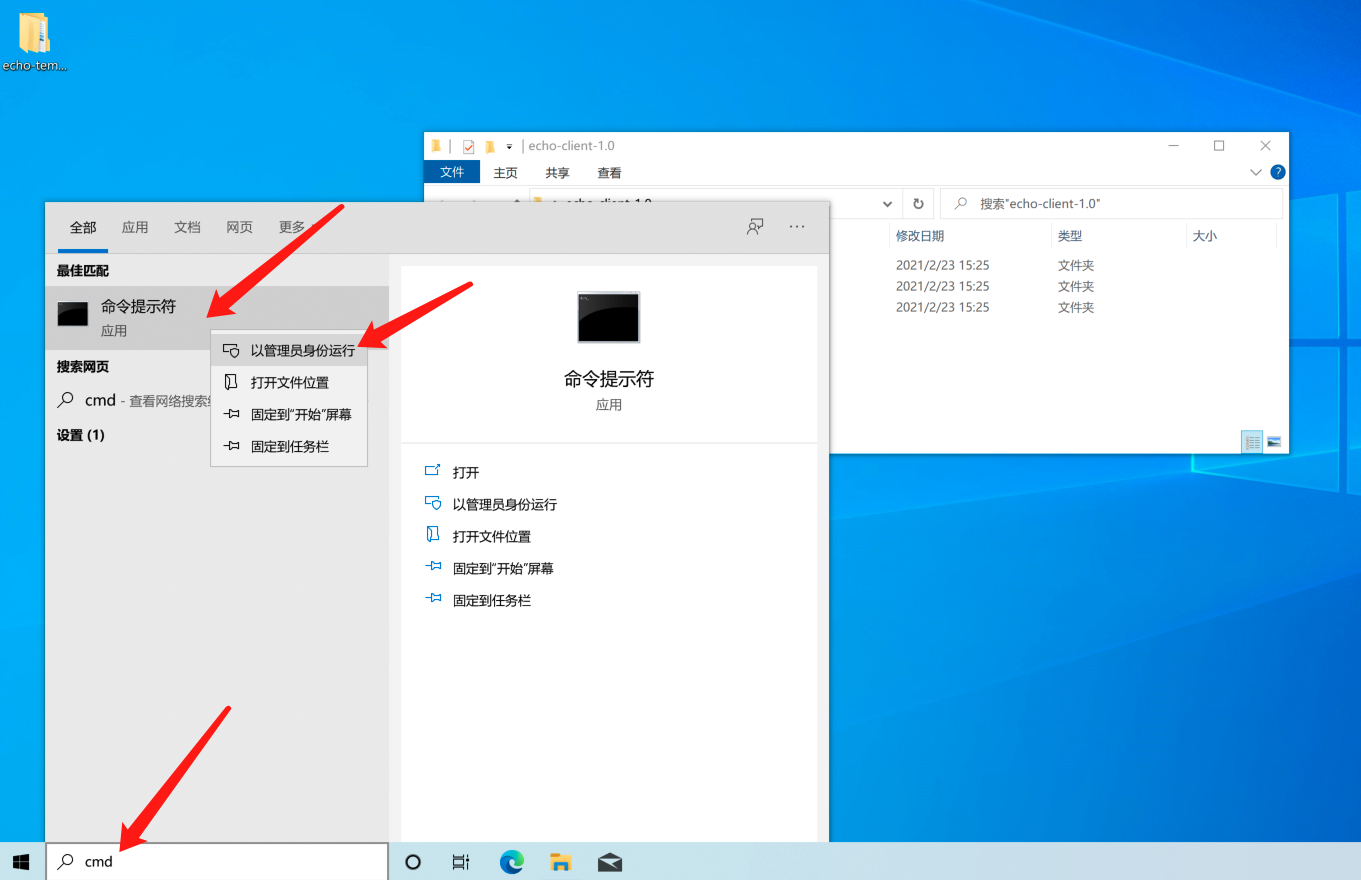 echo-tem...
echo-client-1.0
文件 主页 共享 查看
搜索"echo-client-1.0"
修改日期 类型 大小
2021/2/23 15:25 文件夹
2021/2/23 15:25 文件夹
2021/2/23 15:25 文件夹
全部 应用 文档 网页 更多
最佳匹配
命令提示符
应用
搜索网页
cmd - 查看网络搜索
设置 (1)
以管理员身份运行
打开文件位置
固定到"开始"屏幕
固定到任务栏
命令提示符
应用
打开
以管理员身份运行
打开文件位置
固定到"开始"屏幕
固定到任务栏
cmd